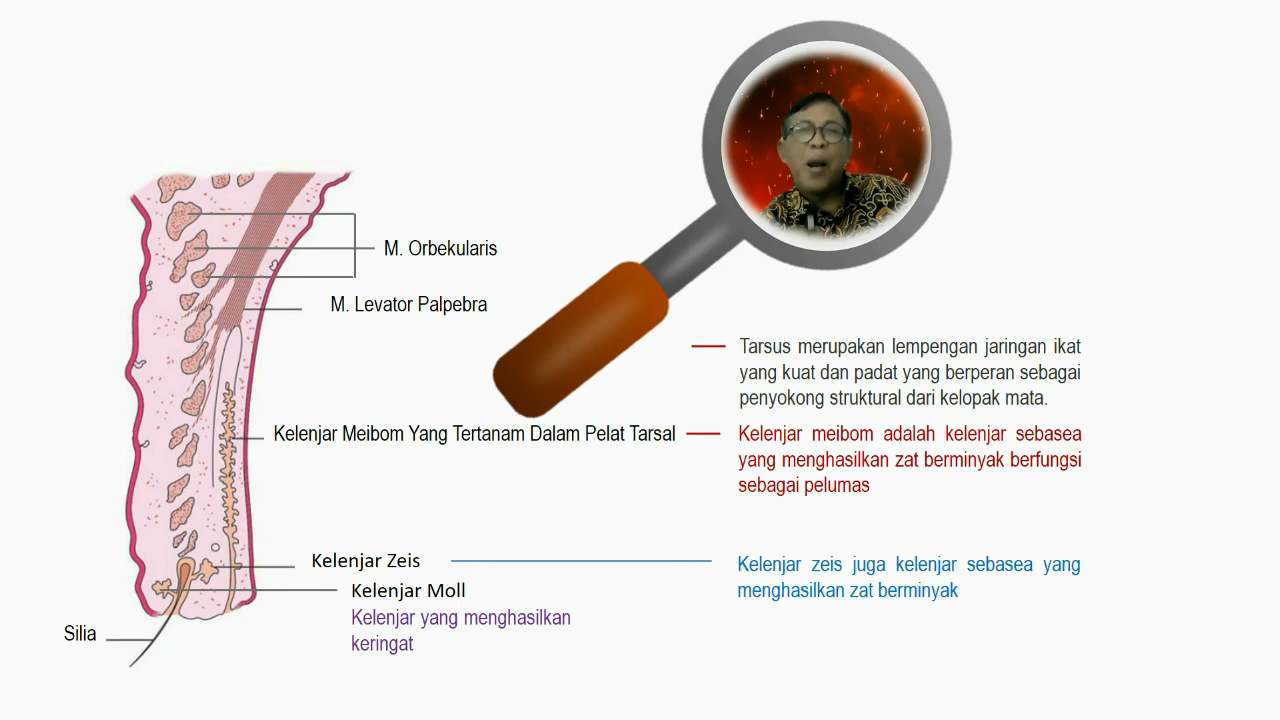 M. Orbekularis
M. Levator Palpebra
Tarsus merupakan lempengan jaringan ikat
yang kuat dan padat yang berperan sebagai
penyokong struktural dari kelopak mata.
Kelenjar Meibom Yang Tertanam Dalam Pelat Tarsal
Kelenjar meibom adalah kelenjar sebasea
yang menghasilkan zat berminyak berfungsi
sebagai pelumas
Kelenjar Zeis
Kelenjar zeis juga kelenjar sebasea yang
menghasilkan zat berminyak
Kelenjar Moll
Kelenjar yang menghasilkan
keringat
Silia